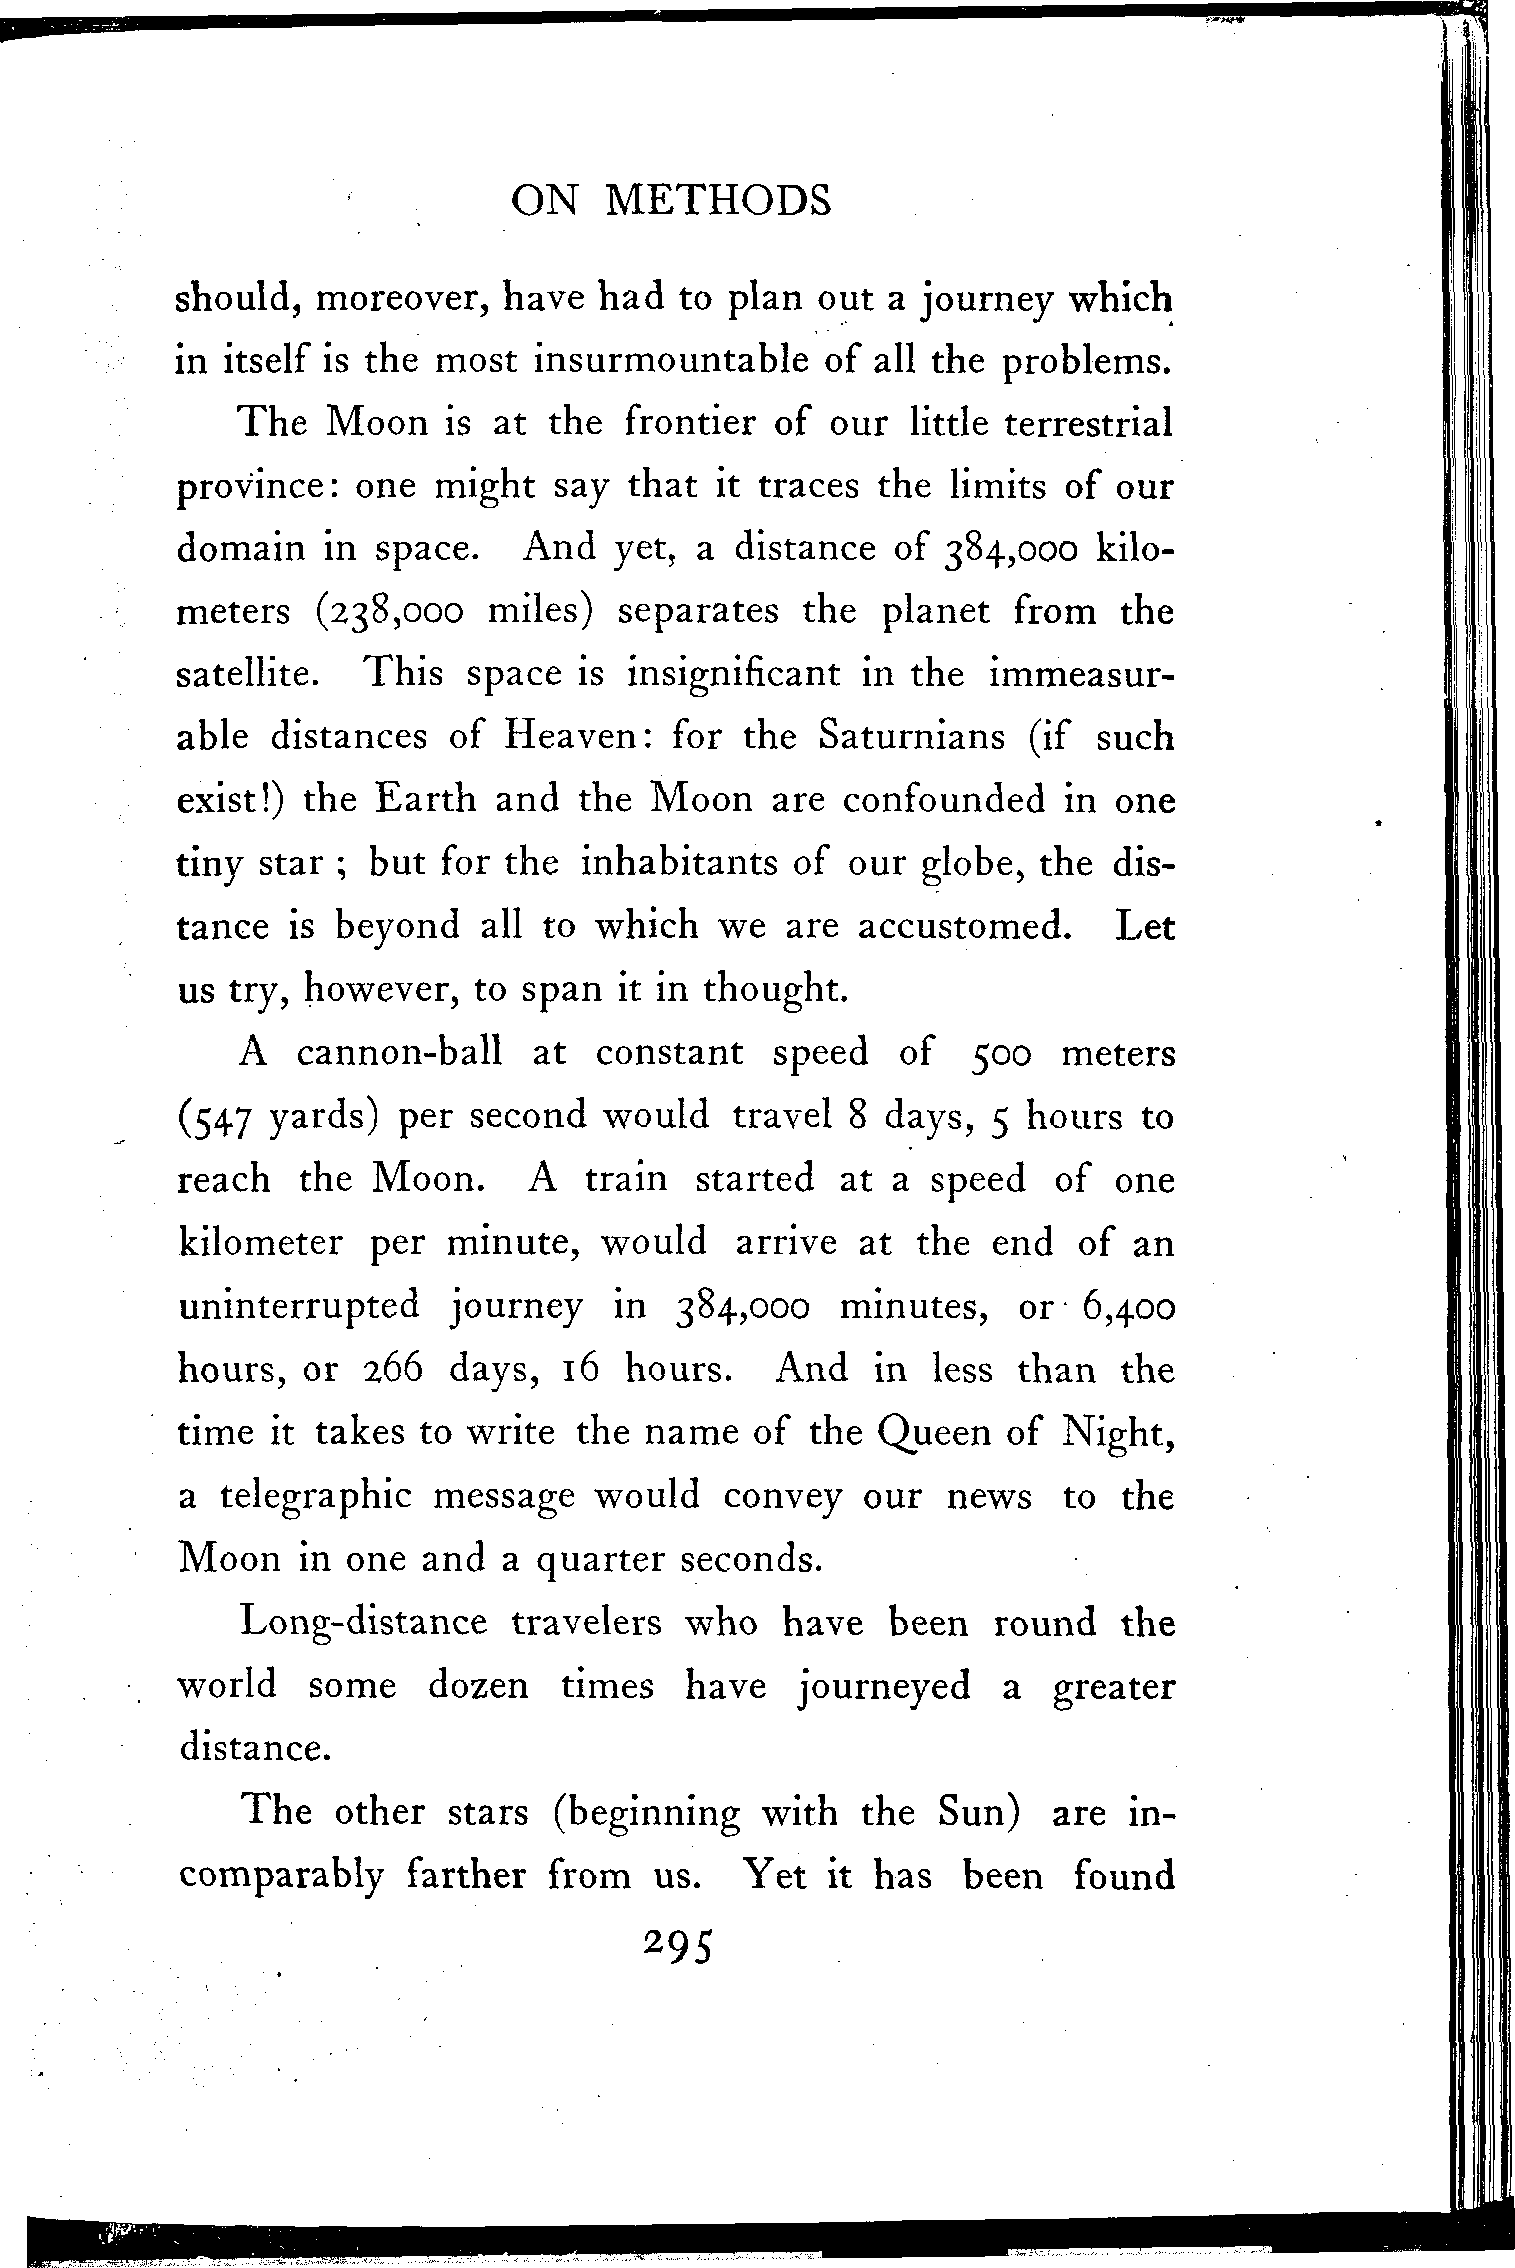 ON METHODS
should, moreover, have had to plan out a journey which
in itself is the most insurmountable of all the problems.
The Moon is at the frontier of our little terrestrial
province: one might say that it traces the limits of our
domain in space. And yet, a distance of 384,000 kilo-
meters (238,000 miles) separates the planet from the
satellite. This space is insignificant in the immeasur-
able distances of Heaven: for the Saturnians (if such
exist!) the Earth and the Moon are confounded in one
tiny star ; but for the inhabitants of our globe, the dis-
tance is beyond all to which we are accustomed. Let
us try, however, to span it in thought.
A cannon-ball at constant speed of 500 meters
(547 yards) per second would travel 8 days, 5 hours to
reach the Moon. A train started at a speed of one
kilometer per minute, would arrive at the end of an
uninterrupted journey in 384,000 minutes, or 6,400
hours, or 266 days, 16 hours. And in less than the
time it takes to write the name of the Queen of Night,
a telegraphic message would convey our news to the
Moon in one and a quarter seconds.
Long-distance travelers who have been round the
world some dozen times have journeyed a greater
distance.
The other stars (beginning with the Sun) are in-
comparably farther from us. Yet it has been found
295